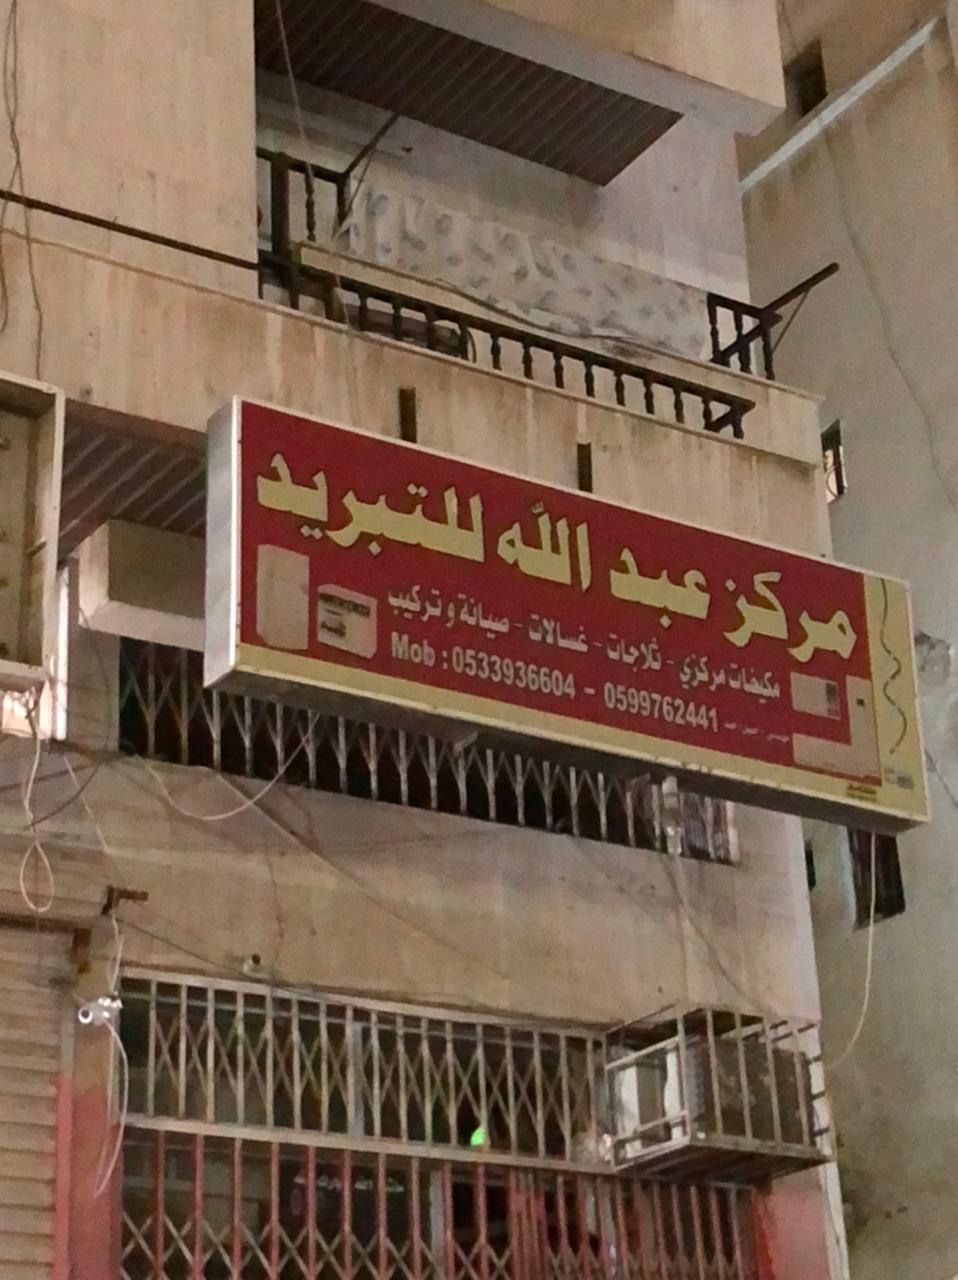 مركز عبد الله للتبريد
مكيفات مركزي - ثلاجات - غسالات - صيانة و تركيب
Mob : 0533936604 - 0599762441